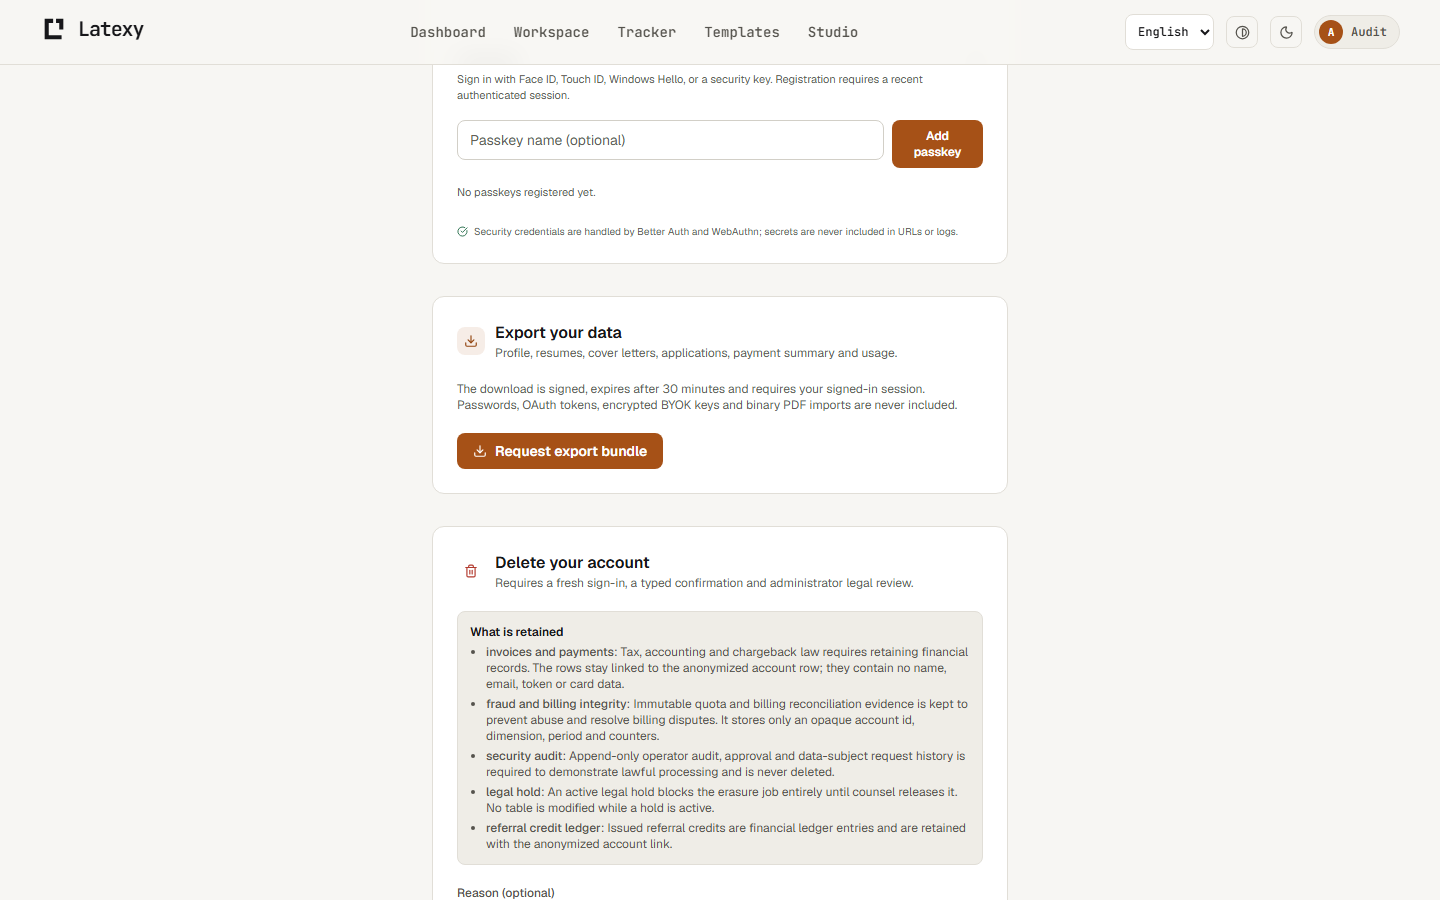 Latexy
Dashboard
Workspace
Tracker
Templates
Studio
English
A
Audit
Sign in with Face ID, Touch ID, Windows Hello, or a security key. Registration requires a recent
authenticated session.
Passkey name (optional)
Add
passkey
No passkeys registered yet.
Security credentials are handled by Better Auth and WebAuthn; secrets are never included in URLs or logs.
Export your data
Profile, resumes, cover letters, applications, payment summary and usage.
The download is signed, expires after 30 minutes and requires your signed-in session.
Passwords, OAuth tokens, encrypted BYOK keys and binary PDF imports are never included.
Request export bundle
Delete your account
Requires a fresh sign-in, a typed confirmation and administrator legal review.
What is retained
• invoices and payments: Tax, accounting and chargeback law requires retaining financial
records. The rows stay linked to the anonymized account row; they contain no name,
email, token or card data.
• fraud and billing integrity: Immutable quota and billing reconciliation evidence is kept to
prevent abuse and resolve billing disputes. It stores only an opaque account id,
dimension, period and counters.
• security audit: Append-only operator audit, approval and data-subject request history is
required to demonstrate lawful processing and is never deleted.
• legal hold: An active legal hold blocks the erasure job entirely until counsel releases it.
No table is modified while a hold is active.
• referral credit ledger: Issued referral credits are financial ledger entries and are retained
with the anonymized account link.
Reason (optional)